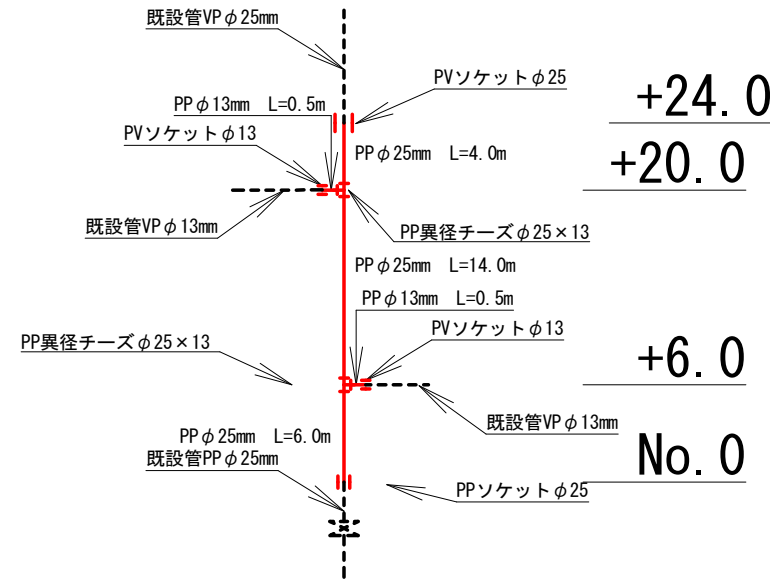 既設管VPφ25mm
PVソケットφ25
+24.0
PPφ13mm L=0.5m
PVソケットφ13
PPφ25mm L=4.0m
+20.0
既設管VPφ13mm
PP異径チーズφ25×13
PPφ25mm L=14.0m
PPφ13mm L=0.5m
PVソケットφ13
PP異径チーズφ25×13
+6.0
既設管VPφ13mm
PPφ25mm L=6.0m
既設管PPφ25mm
No.0
PPソケットφ25